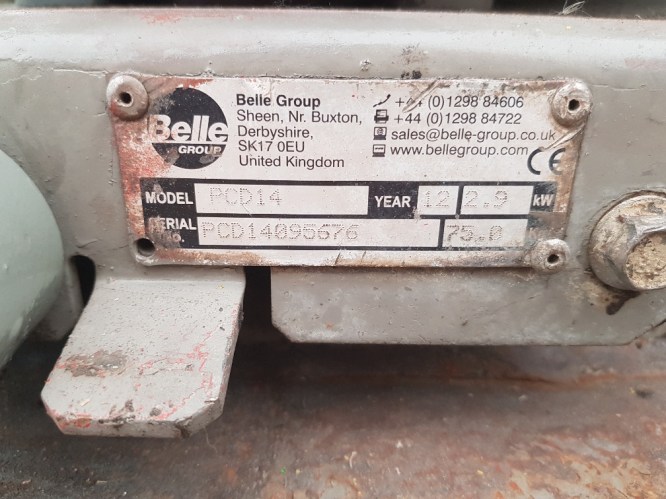 Belle
GROUP
Belle Group
Sheen, Nr. Buxton,
Derbyshire,
SK17 0EU
United Kingdom
+44 (0)1298 84606
+44 (0)1298 84722
sales@belle-group.co.uk
www.bellegroup.com
CE
MODEL PCD14 YEAR 12 2.9 kW
SERIAL No. PCD14095676 75.0